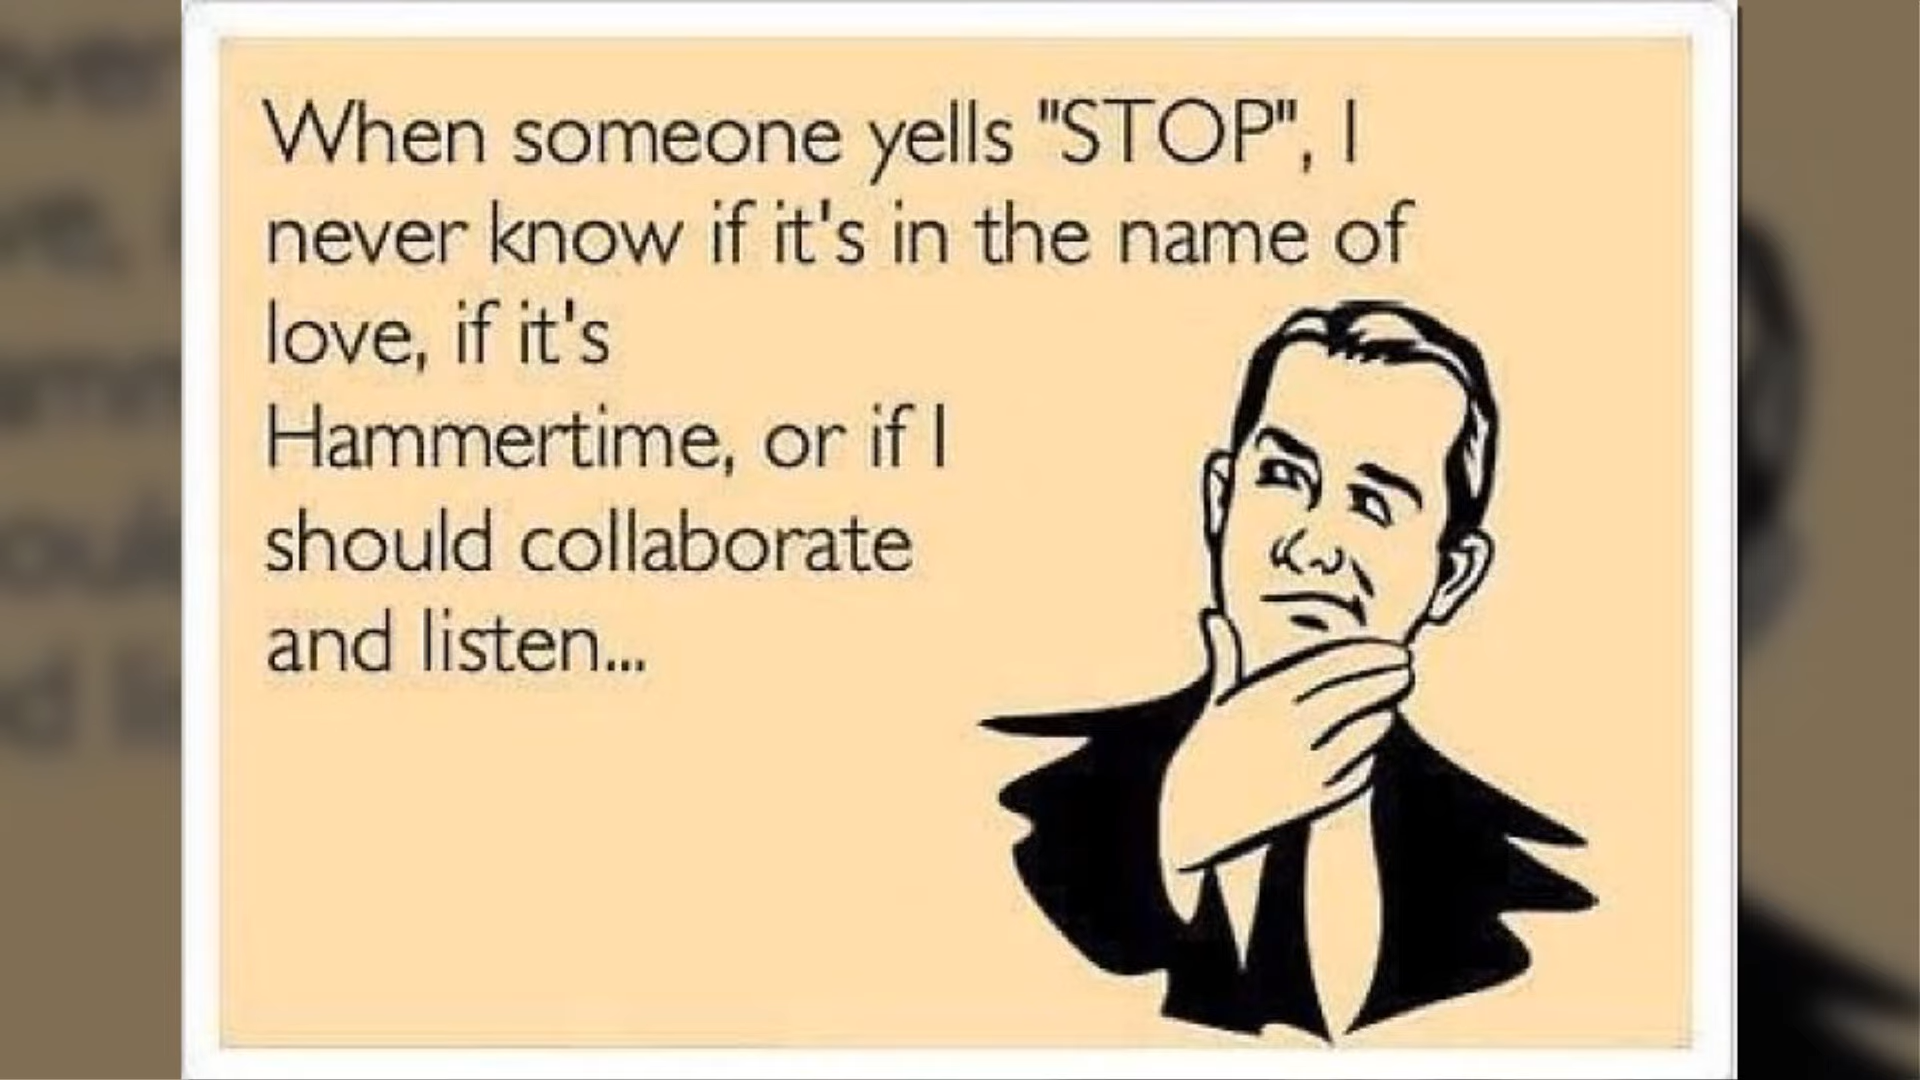 When someone yells "STOP", I
never know if it's in the name of
love, if it's
Hammertime, or if I
should collaborate
and listen...